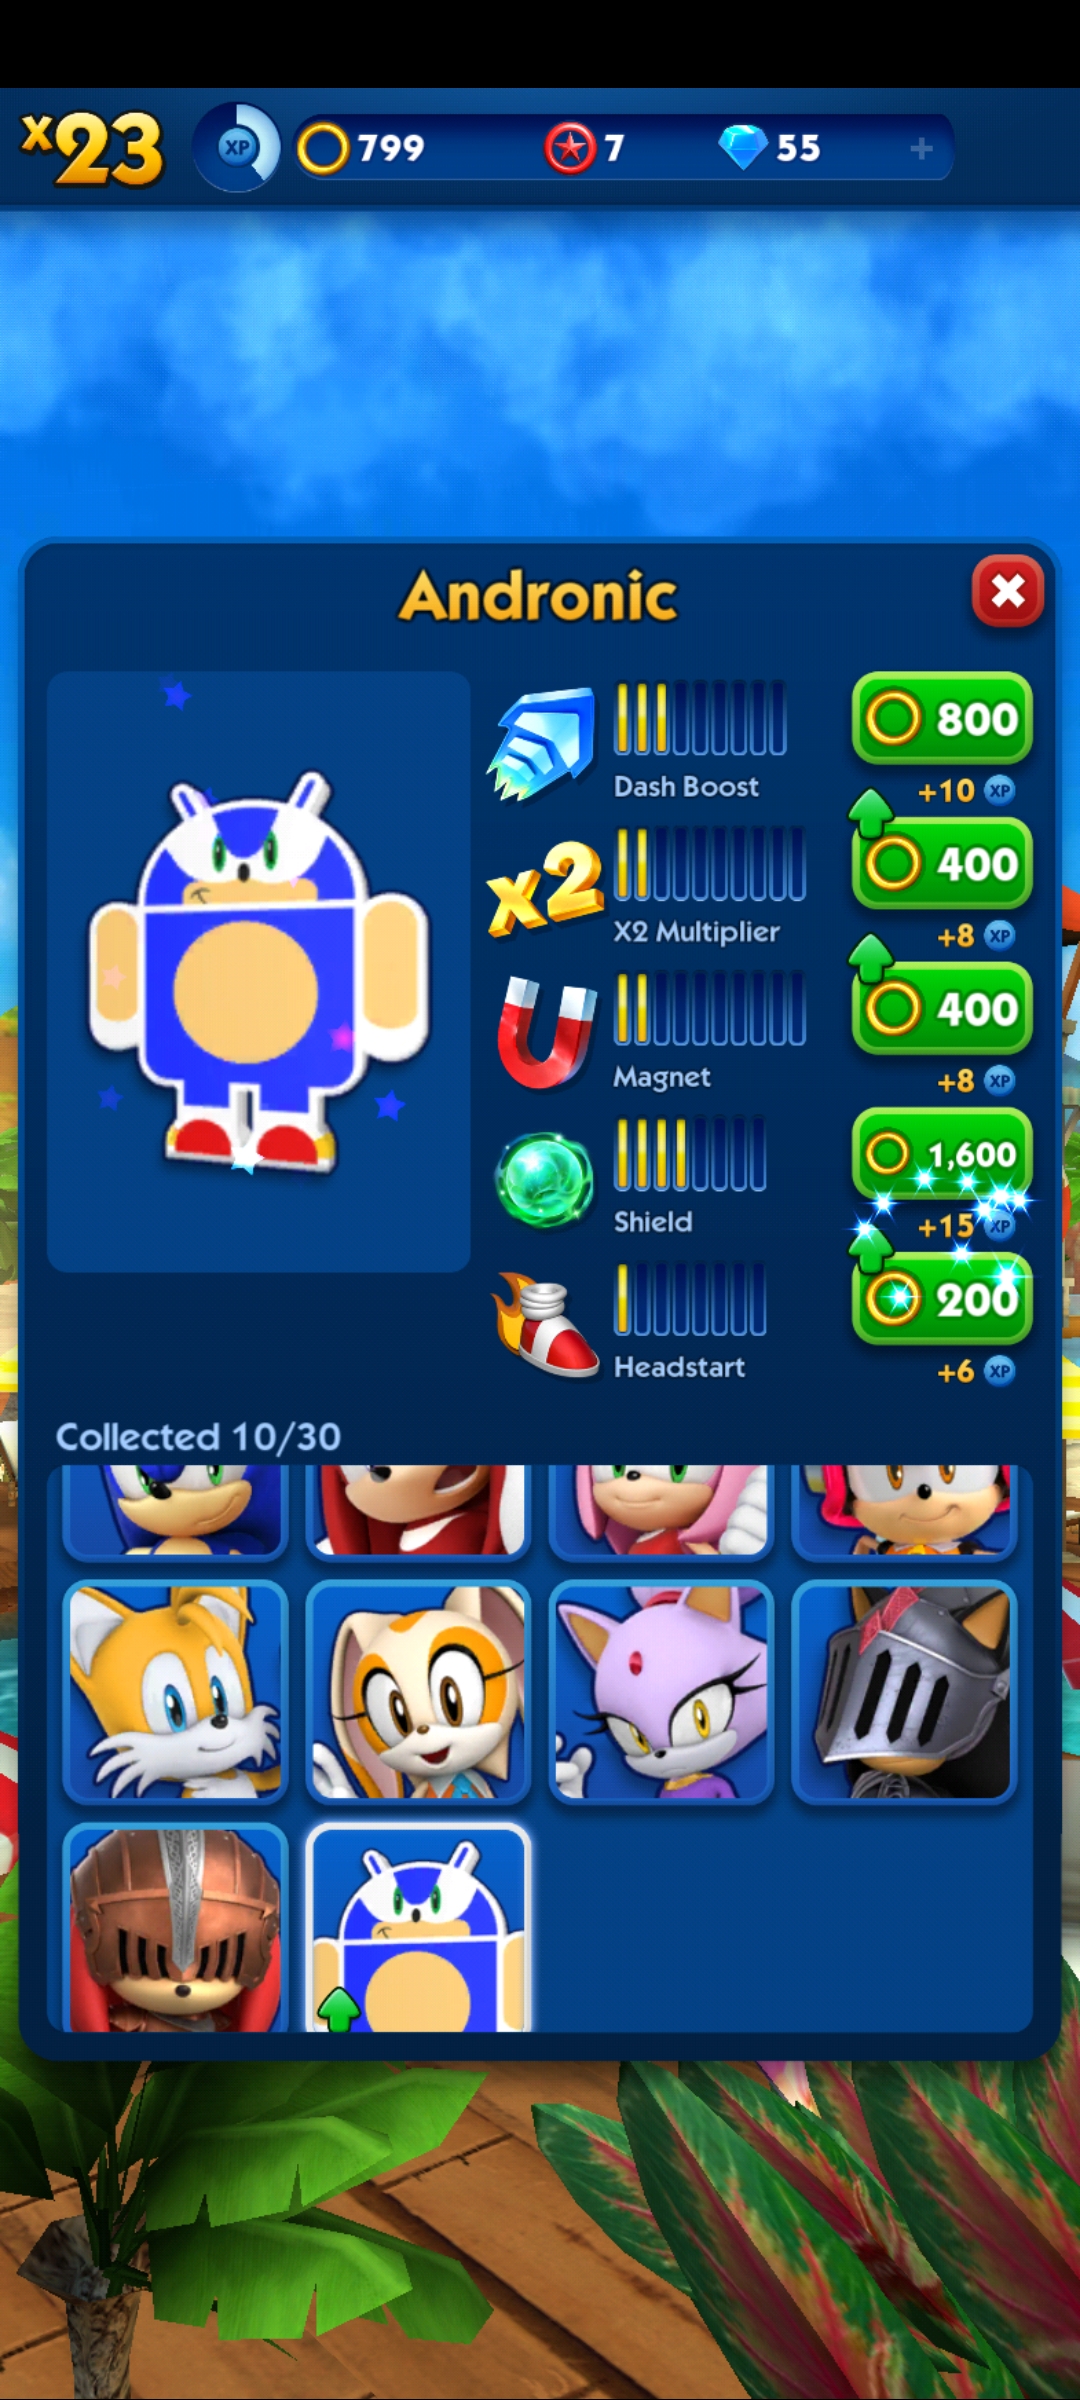 x23
XP
799
7
55
+
Andronic
800
Dash Boost
+10 XP
x2
400
X2 Multiplier
+8 XP
400
Magnet
+8 XP
1,600
Shield
+15 XP
200
Headstart
+6 XP
Collected 10/30